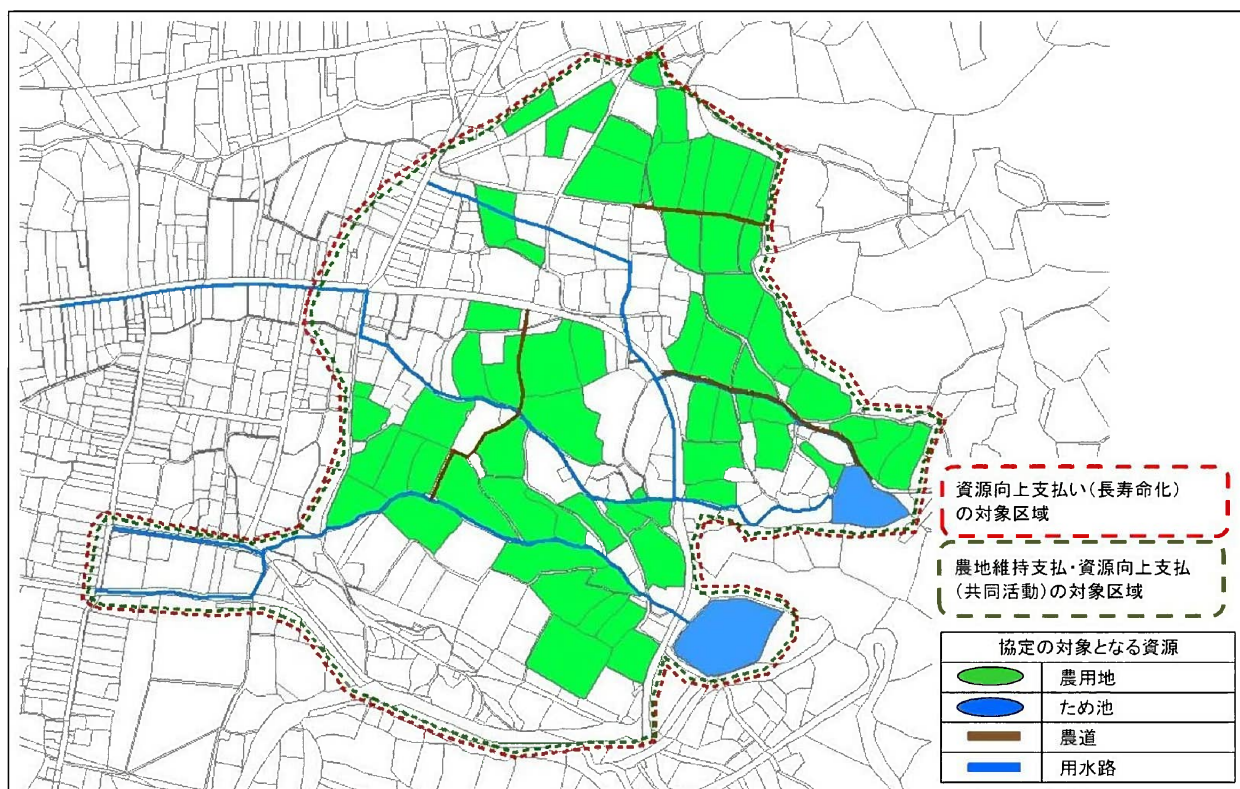 資源向上支払い(長寿命化)
の対象区域
農地維持支払・資源向上支払
(共同活動)の対象区域
協定の対象となる資源
農用地
ため池
農道
用水路